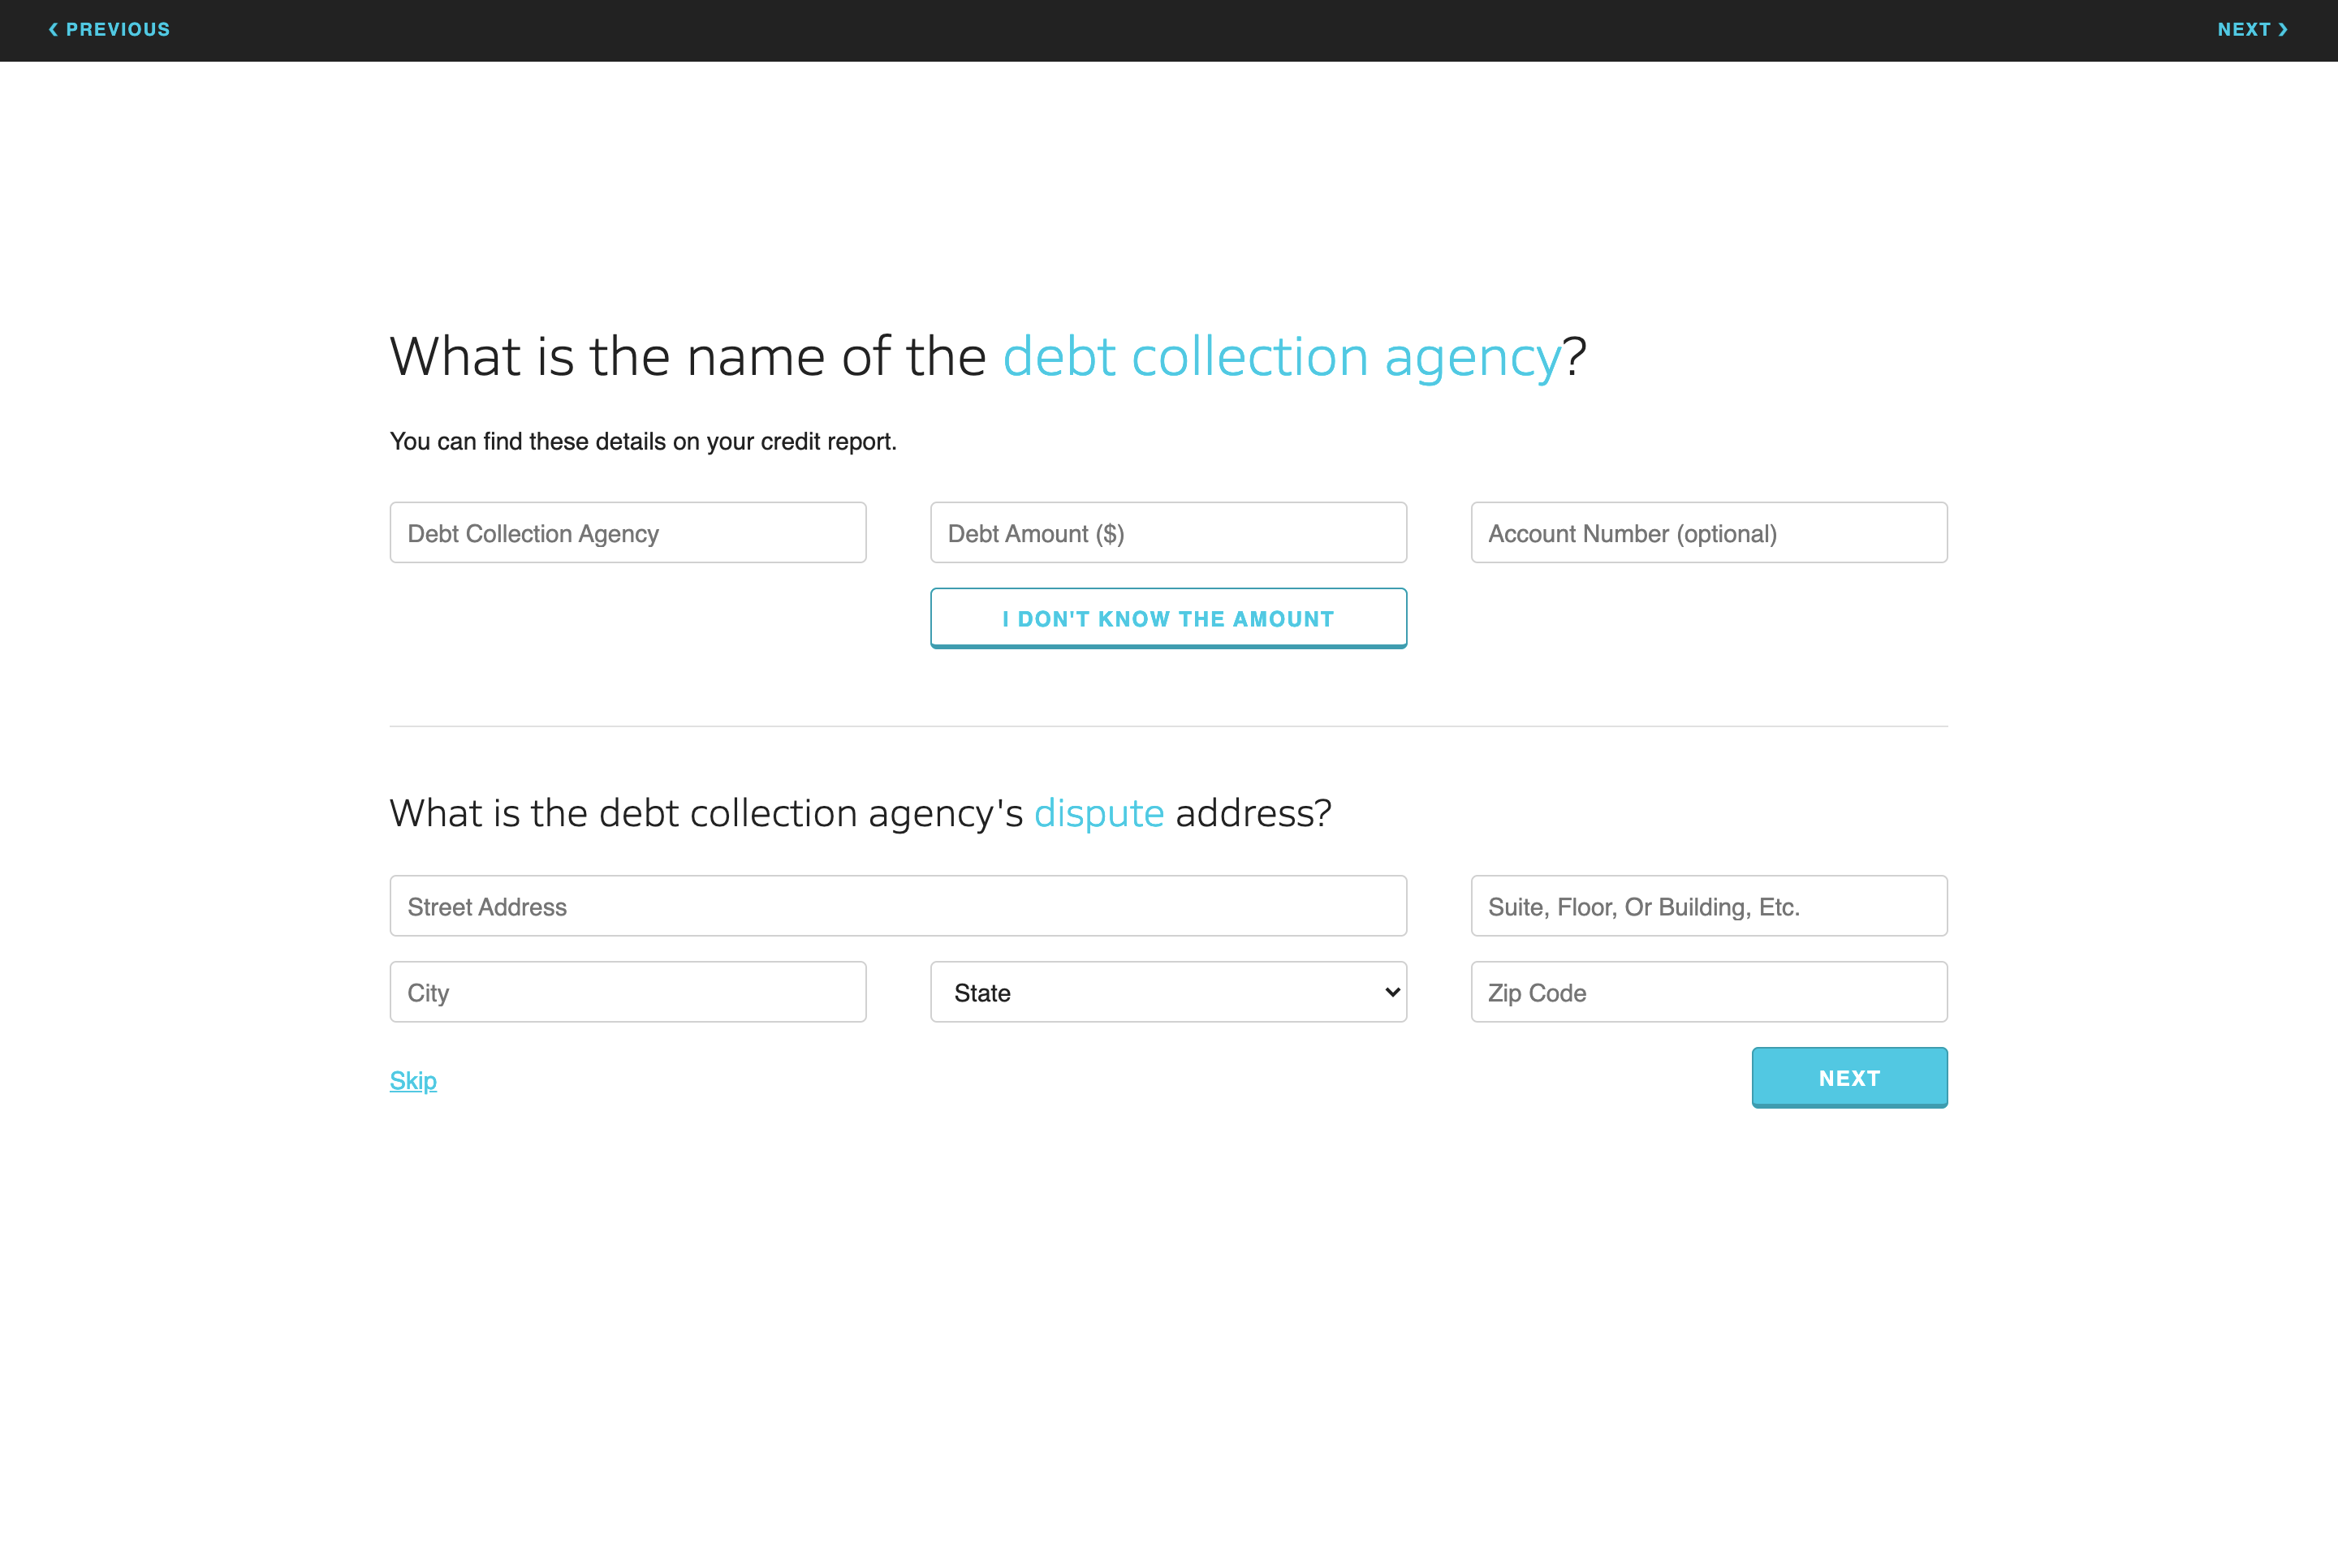 PREVIOUS
NEXT
What is the name of the debt collection agency?
You can find these details on your credit report.
Debt Collection Agency
Debt Amount ($)
Account Number (optional)
I DON'T KNOW THE AMOUNT
What is the debt collection agency's dispute address?
Street Address
Suite, Floor, Or Building, Etc.
City
State
Zip Code
Skip
NEXT